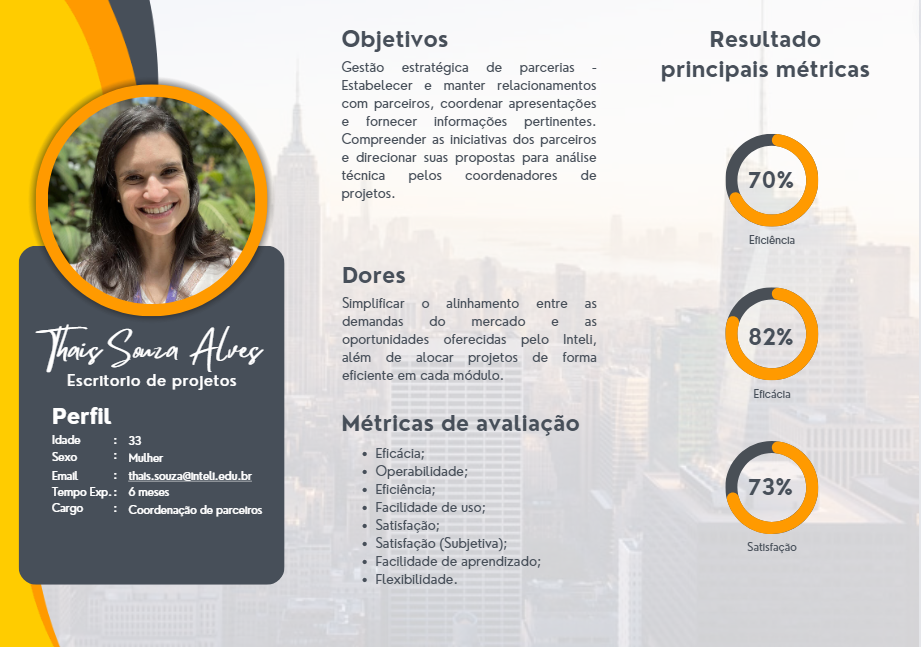 Thais Souza Alves
Escritorio de projetos
Perfil
Idade : 33
Sexo : Mulher
Email : thais.souza@inteli.edu.br
Tempo Exp. : 6 meses
Cargo : Coordenação de parceiros
Objetivos
Gestão estratégica de parcerias -
Estabelecer e manter relacionamentos
com parceiros, coordenar apresentações
e fornecer informações pertinentes.
Compreender as iniciativas dos parceiros
e direcionar suas propostas para análise
técnica pelos coordenadores de
projetos.
Dores
Simplificar o alinhamento entre as
demandas do mercado e as
oportunidades oferecidas pelo Inteli,
além de alocar projetos de forma
eficiente em cada módulo.
Métricas de avaliação
• Eficácia;
• Operabilidade;
• Eficiência;
• Facilidade de uso;
• Satisfação;
• Satisfação (Subjetiva);
• Facilidade de aprendizado;
• Flexibilidade.
Resultado
principais métricas
70%
Eficiência
82%
Eficácia
73%
Satisfação